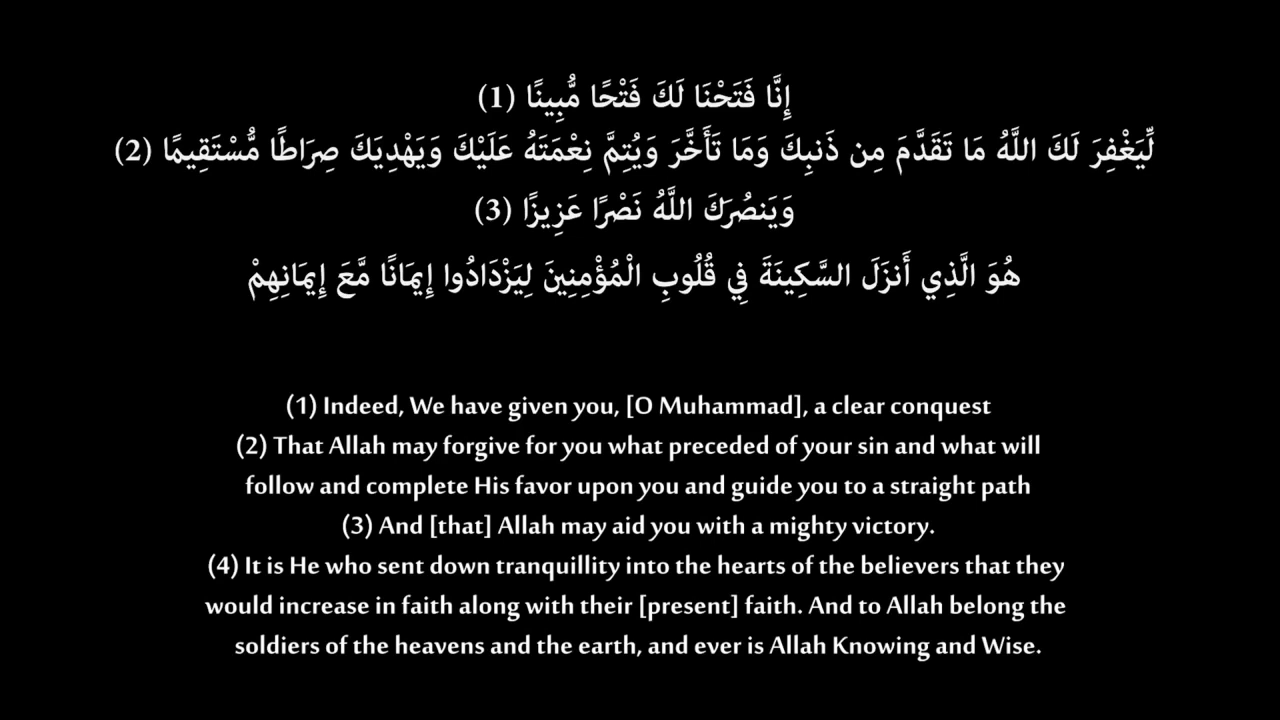 إِنَّا فَتَحْنَا لَكَ فَتْحًا مُّبِينًا (1)
لِّيَغْفِرَ لَكَ اللَّهُ مَا تَقَدَّمَ مِن ذَنبِكَ وَمَا تَأَخَّرَ وَيُتِمَّ نِعْمَتَهُ عَلَيْكَ وَيَهْدِيَكَ صِرَاطًا مُّسْتَقِيمًا (2)
وَيَنصُرَكَ اللَّهُ نَصْرًا عَزِيزًا (3)
هُوَ الَّذِي أَنزَلَ السَّكِينَةَ فِي قُلُوبِ الْمُؤْمِنِينَ لِيَزْدَادُوا إِيمَانًا مَّعَ إِيمَانِهِمْ
(1) Indeed, We have given you, [O Muhammad], a clear conquest
(2) That Allah may forgive for you what preceded of your sin and what will
follow and complete His favor upon you and guide you to a straight path
(3) And [that] Allah may aid you with a mighty victory.
(4) It is He who sent down tranquillity into the hearts of the believers that they
would increase in faith along with their [present] faith. And to Allah belong the
soldiers of the heavens and the earth, and ever is Allah Knowing and Wise.